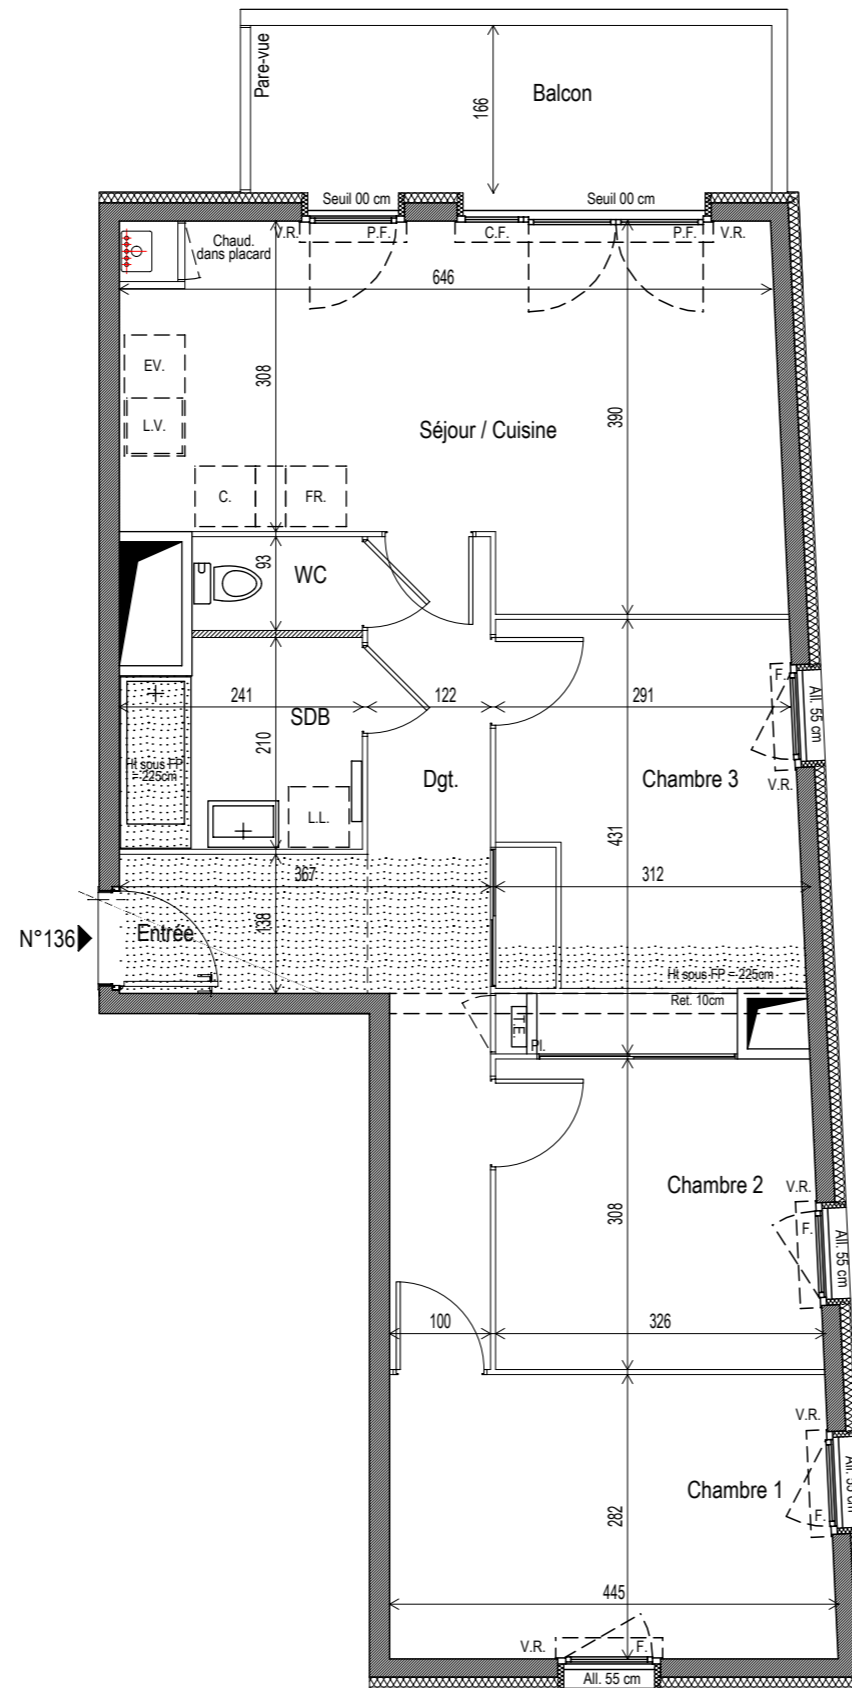 Pare-vue
Balcon
166
Seuil 00 cm
Seuil 00 cm
Chaud.
dans placard
V.R.
P.F.
C.F.
P.F.
V.R.
646
EV.
308
390
L.V.
Séjour / Cuisine
C.
FR.
93
WC
241
122
291
F.
All. 55 cm
SDB
210
Ht sous FP
= 225cm
Dgt.
Chambre 3
V.R.
L.L.
431
367
312
N°136
Entrée
138
Ht sous FP = 225cm
Ret. 10cm
T.E.
Pl.
Chambre 2
V.R.
308
F.
All. 55 cm
100
326
V.R.
Chambre 1
282
F.
All. 55 cm
445
V.R.
F.
All. 55 cm